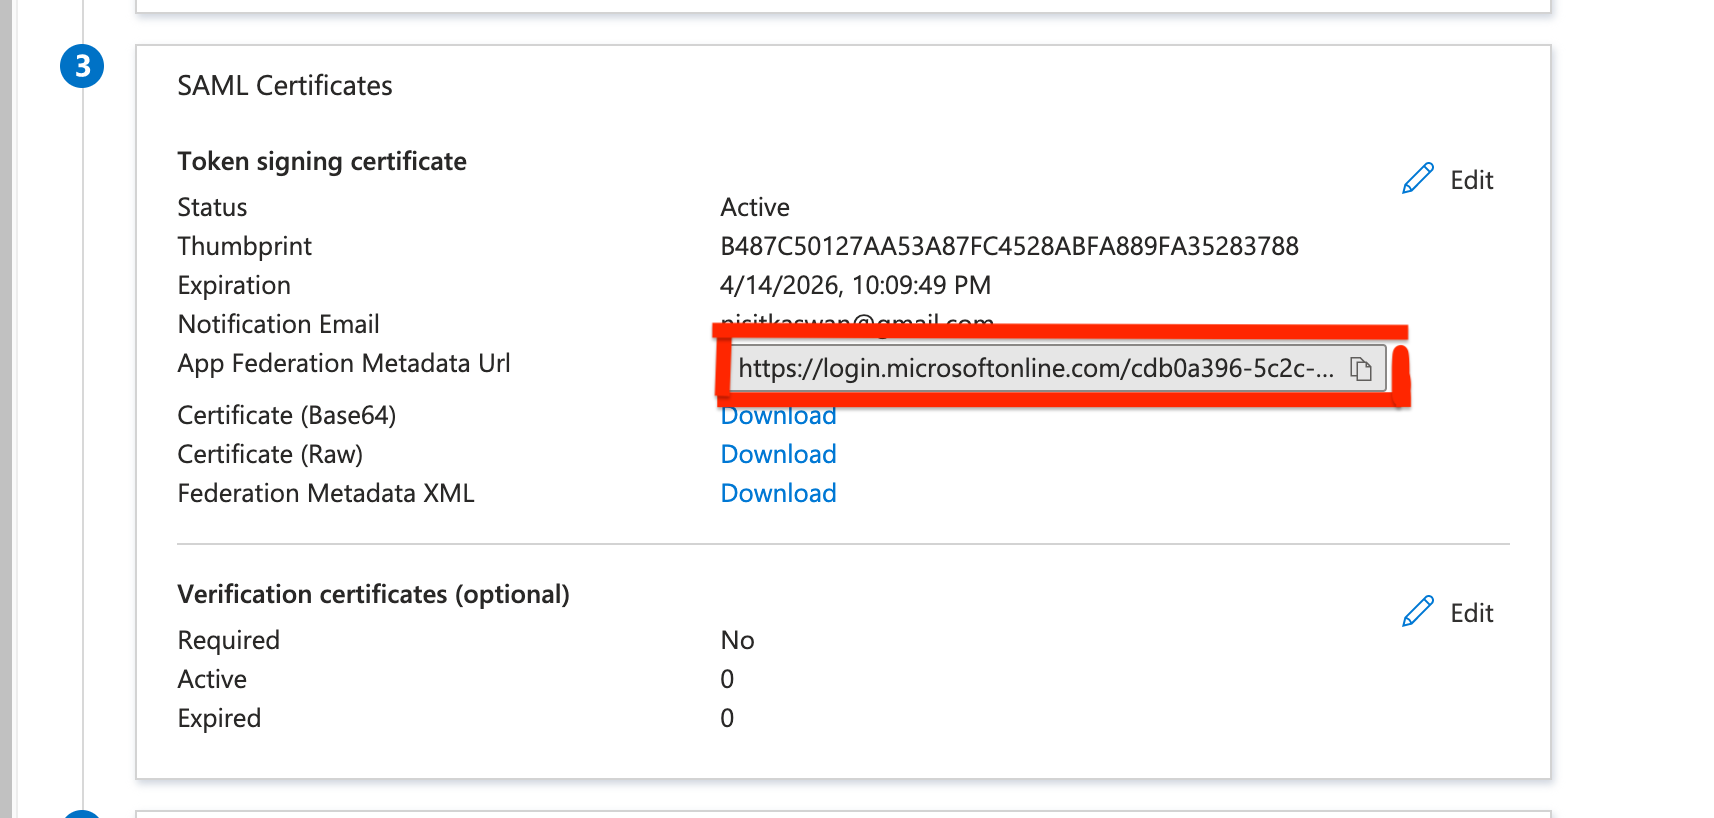 3
SAML Certificates
Token signing certificate
Edit
Status Active
Thumbprint B487C50127AA53A87FC4528ABFA889FA35283788
Expiration 4/14/2026, 10:09:49 PM
Notification Email
App Federation Metadata Url https://login.microsoftonline.com/cdb0a396-5c2c-...
Certificate (Base64) Download
Certificate (Raw) Download
Federation Metadata XML Download
Verification certificates (optional)
Edit
Required No
Active 0
Expired 0